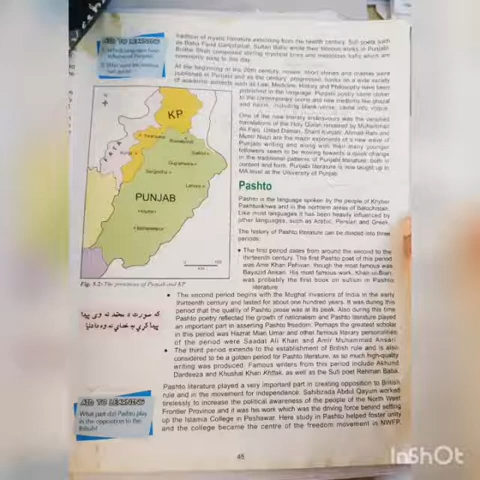 AID TO LEARNING
tradition of mystic literature extending from the twelfth century. Sufi poets such
as Baba Farid Ganjshakar, Sultan Bahu wrote their famous works in Punjabi.
Bullhe Shah composed stirring mystical lines and melodious kafis which are
commonly sung to this day.
At the beginning of the 20th century, novels, short stories and dramas were
published in Punjabi and as the century progressed, books on a wide variety
of academic subjects such as Law, Medicine, History and Philosophy have been
published in the language. Punjabi poetry
to the contemporary scene and new mediums like ghazal
and nazm, including blank verse, came into vogue.
One of the new literary endeavours was the versified
translations of the Holy Quran rendered by Muhammad
Ali Faiq. Ustad Daman, Sharif Kunjahi,
Munir Niazi are the major exponents of a new wave of
Punjabi writing and along with their many younger
followers seem to be moving towards a quick change
in the traditional patterns of Punjabi literature, both in
content and form. Punjabi literature is now taught up to
MA level at the University of Punjab.
KP
FATA
PUNJAB
Fig. 3.2: The provinces of Punjab and KP
Pashto
Pashto is the language spoken by the people of Khyber
Pakhtunkhwa and in the northern areas of Balochistan.
Like most languages it has been heavily influenced by
other languages, such as Arabic, Persian and Greek.
The history of Pashto literature can be divided into three
periods:
• The first period dates from around the second to the
thirteenth century. The first Pashto poet of this period
was Amir Khan Pehlwan, though the most famous was
Bayazid Ansari. His most famous work, Khair-ul-Bian,
was probably the first book on sufism in Pashto
literature.
• The second period begins with the Mughal invasions of India in the early
thirteenth century and lasted for about one hundred years. It was during this
period that the quality of Pashto prose was at its peak. Also during this time
Pashto poetry reflected the growth of nationalism and Pashto literature played
an important part in asserting Pashto freedom. Perhaps the greatest scholar
in this period was Hazrat Mian Umar and other famous literary personalities
of the period were Saadat Ali Khan and Amir Muhammad Ansari.
• The third period extends to the establishment of British rule and is also
considered to be a golden period for Pashto literature, as so much high-quality
writing was produced. Famous writers from this period include Akhund
Dardeeza and Khushal Khan Khttak, as well as the Sufi poet Rehman Baba.
AID TO LEARNING
What part did Pashto play
in the opposition to the
British?
Pashto literature played a very important part in creating opposition to British
rule and in the movement for independence. Sahibzada Abdul Qayum worked
tirelessly to increase the political awareness of the people of the North West
Frontier Province and it was his work which was the driving force behind setting
up the Islamia College in Peshawar. Here study in Pashto helped foster unity
and the college became the centre of the freedom movement in NWFP.
45
InShOt